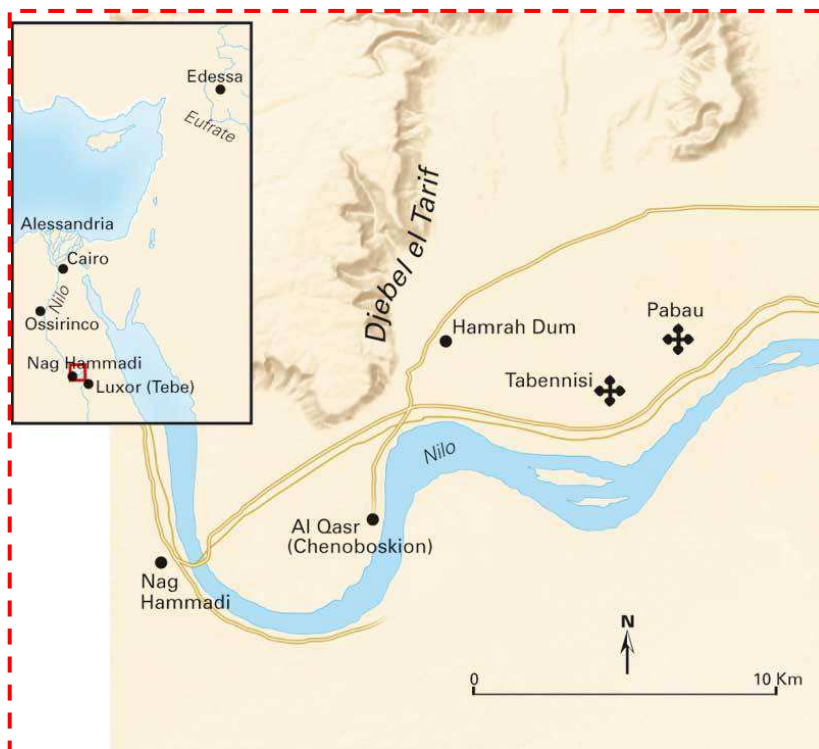 Edessa
Eufrate
Alessandria
Cairo
Nilo
Ossirinco
Nag Hammadi
Luxor (Tebe)
Djebel el Tarif
Hamrah Dum
Pabau
Tabennisi
Nilo
Al Qasr
(Chenoboskion)
Nag
Hammadi
N
0
10 Km